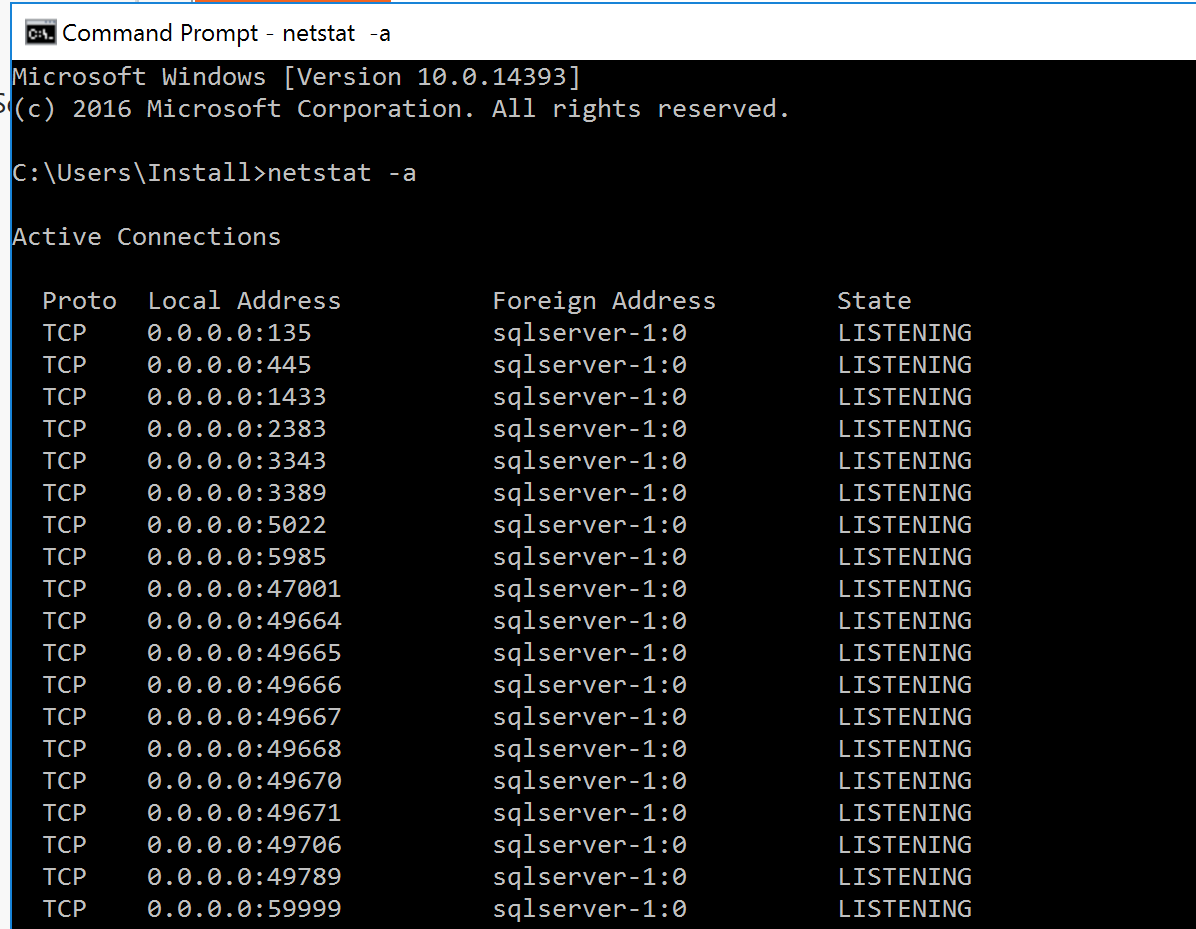 Command Prompt - netstat  -a
Microsoft Windows [Version 10.0.14393]
(c) 2016 Microsoft Corporation. All rights reserved.
C:\Users\Install>netstat -a
Active Connections
Proto  Local Address          Foreign Address        State
TCP    0.0.0.0:135            sqlserver-1:0          LISTENING
TCP    0.0.0.0:445            sqlserver-1:0          LISTENING
TCP    0.0.0.0:1433           sqlserver-1:0          LISTENING
TCP    0.0.0.0:2383           sqlserver-1:0          LISTENING
TCP    0.0.0.0:3343           sqlserver-1:0          LISTENING
TCP    0.0.0.0:3389           sqlserver-1:0          LISTENING
TCP    0.0.0.0:5022           sqlserver-1:0          LISTENING
TCP    0.0.0.0:5985           sqlserver-1:0          LISTENING
TCP    0.0.0.0:47001          sqlserver-1:0          LISTENING
TCP    0.0.0.0:49664          sqlserver-1:0          LISTENING
TCP    0.0.0.0:49665          sqlserver-1:0          LISTENING
TCP    0.0.0.0:49666          sqlserver-1:0          LISTENING
TCP    0.0.0.0:49667          sqlserver-1:0          LISTENING
TCP    0.0.0.0:49668          sqlserver-1:0          LISTENING
TCP    0.0.0.0:49670          sqlserver-1:0          LISTENING
TCP    0.0.0.0:49671          sqlserver-1:0          LISTENING
TCP    0.0.0.0:49706          sqlserver-1:0          LISTENING
TCP    0.0.0.0:49789          sqlserver-1:0          LISTENING
TCP    0.0.0.0:59999          sqlserver-1:0          LISTENING